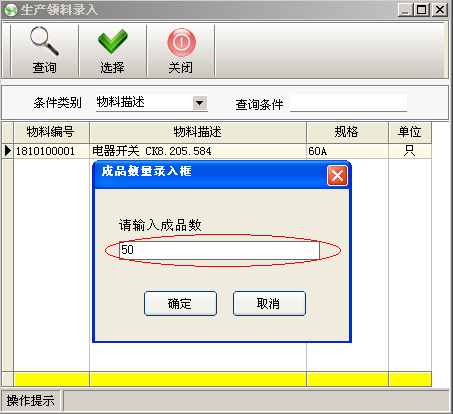 生产领料录入
查询 选择 关闭
条件类别 物料描述 查询条件
物料编号 物料描述 规格 单位
1810100001 电器开关 CK8.205.584 60A 只
成品数量录入框
请输入成品数
50
确定 取消
操作提示